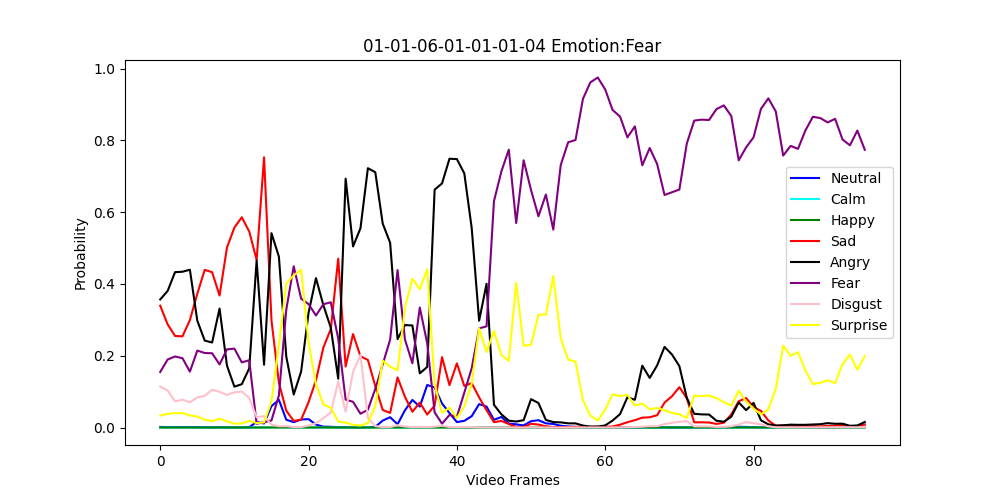 01-01-06-01-01-01-04 Emotion:Fear
1.0
0.8
0.6
0.4
0.2
0.0
Probability
0
20
40
60
80
Video Frames
Neutral
Calm
Happy
Sad
Angry
Fear
Disgust
Surprise